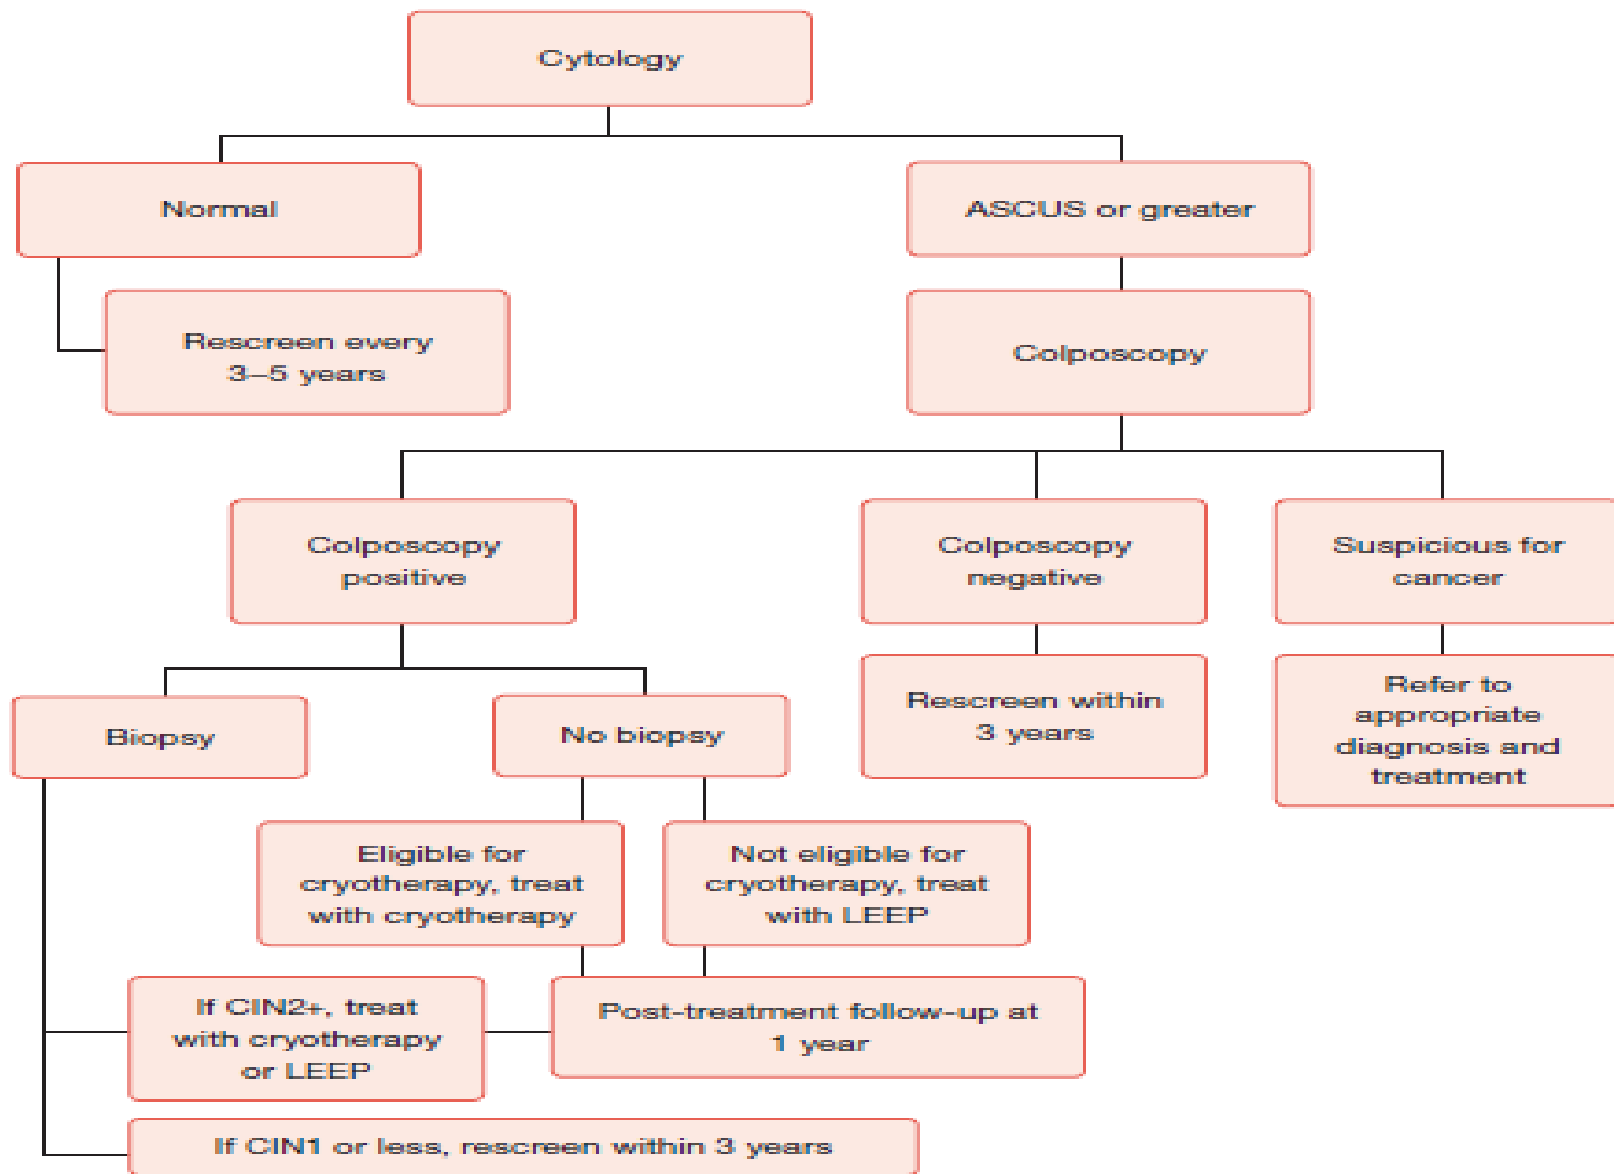 Cytology
Normal
ASCUS or greater
Rescreen every
3–5 years
Colposcopy
Colposcopy
positive
Colposcopy
negative
Suspicious for
cancer
Biopsy
No biopsy
Rescreen within
3 years
Refer to
appropriate
diagnosis and
treatment
Eligible for
cryotherapy, treat
with cryotherapy
Not eligible for
cryotherapy, treat
with LEEP
If CIN2+, treat
with cryotherapy
or LEEP
Post-treatment follow-up at
1 year
If CIN1 or less, rescreen within 3 years